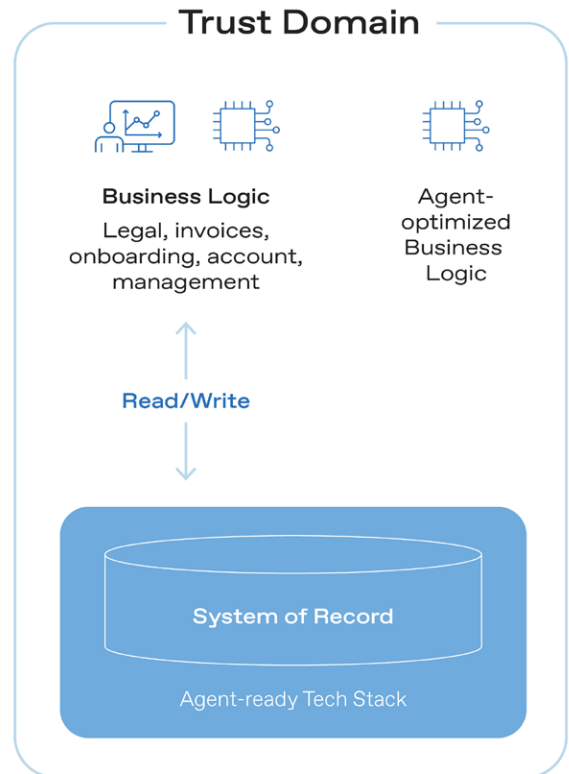 Trust Domain
Business Logic
Legal, invoices,
onboarding, account,
management
Agent-
optimized
Business
Logic
Read/Write
System of Record
Agent-ready Tech Stack